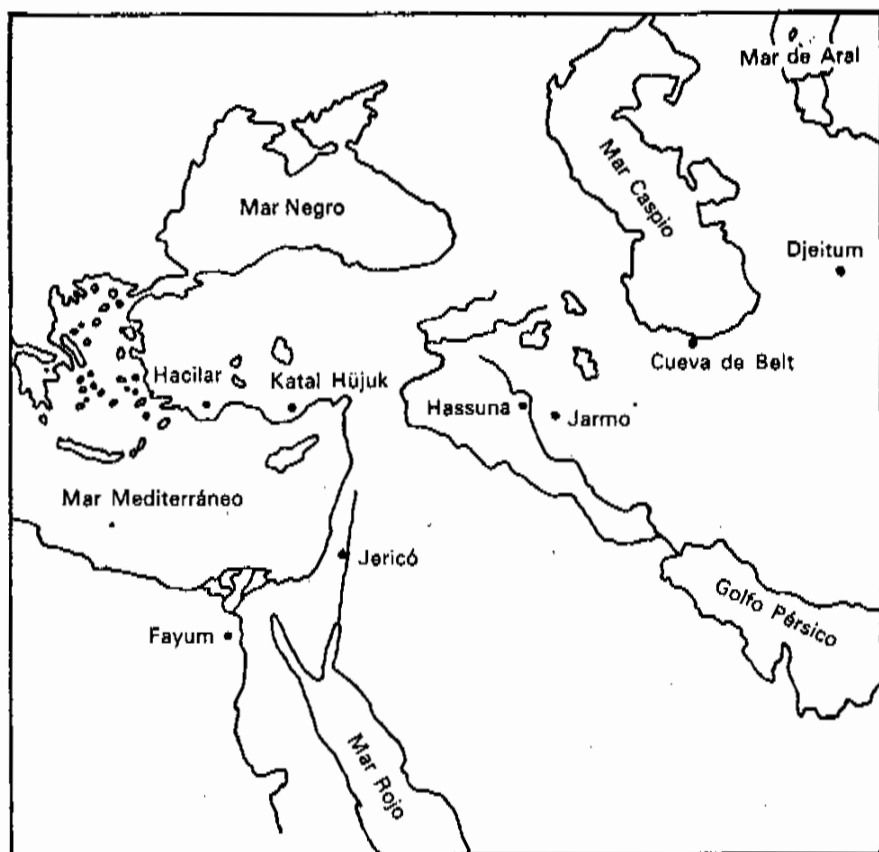 Mar de Aral
Mar Caspio
Mar Negro
Djeitum
Cueva de Belt
Hacilar
Katal Hüjuk
Hassuna
Jarmo
Mar Mediterráneo
Jericó
Golfo Pérsico
Fayum
Mar Rojo